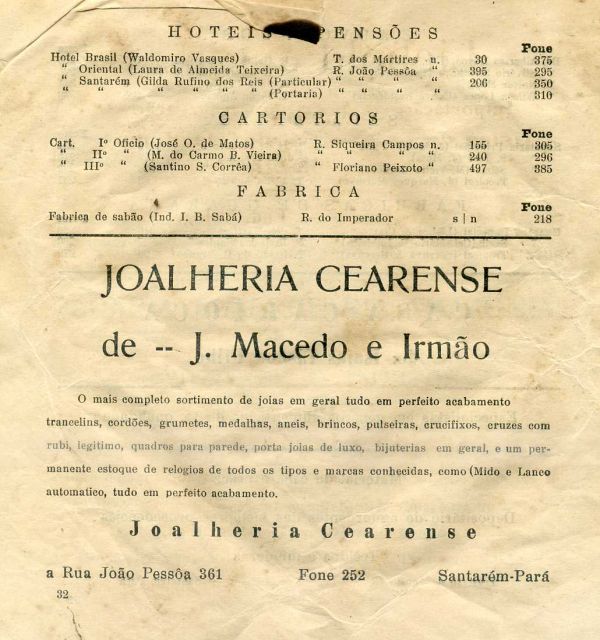 HOTEIS E PENSÕES
Fone
Hotel Brasil (Waldomiro Vasques) T. dos Mártires n. 30 375
“ Oriental (Laura de Almeida Teixeira) R. João Pessôa “ 395 295
“ Santarém (Gilda Rufino dos Reis (Particular) “ “ “ “ 206 350
“ “ “ “ “ “ (Portaria) “ “ “ “ 310
CARTORIOS
Fone
Cart. Iº Oficio (José O. de Matos) R. Siqueira Campos n. 155 305
“ IIº “ (M. do Carmo B. Vieira) “ “ “ “ 240 296
“ IIIº “ (Santino S. Corrêa) “ Floriano Peixoto “ 497 385
FABRICA
Fone
Fabrica de sabão (Ind. I. B. Sabá) R. do Imperador s|n 218
JOALHERIA CEARENSE
de -- J. Macedo e Irmão
O mais completo sortimento de joias em geral tudo em perfeito acabamento
trancelins, cordões, grumetes, medalhas, aneis, brincos, pulseiras, crucifixos, cruzes com
rubi, legitimo, quadros para parede, porta joias de luxo, bijuterias em geral, e um per-
manente estoque de relogios de todos os tipos e marcas conhecidas, como (Mido e Lanco
automatico, tudo em perfeito acabamento.
Joalheria Cearense
a Rua João Pessôa 361 Fone 252 Santarém-Pará
32